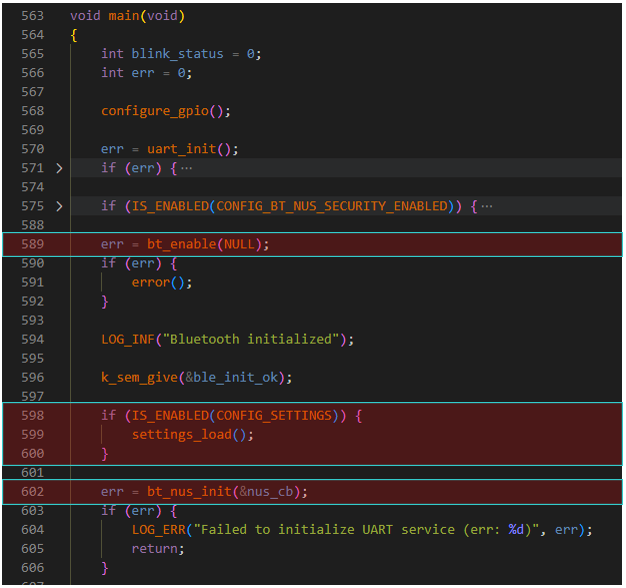 563 void main(void)
564 {
565     int blink_status = 0;
566     int err = 0;
567
568     configure_gpio();
569
570     err = uart_init();
571 >   if (err) {···
574
575 >   if (IS_ENABLED(CONFIG_BT_NUS_SECURITY_ENABLED)) {···
588
589     err = bt_enable(NULL);
590     if (err) {
591         error();
592     }
593
594     LOG_INF("Bluetooth initialized");
595
596     k_sem_give(&ble_init_ok);
597
598     if (IS_ENABLED(CONFIG_SETTINGS)) {
599         settings_load();
600     }
601
602     err = bt_nus_init(&nus_cb);
603     if (err) {
604         LOG_ERR("Failed to initialize UART service (err: %d)", err);
605         return;
606     }